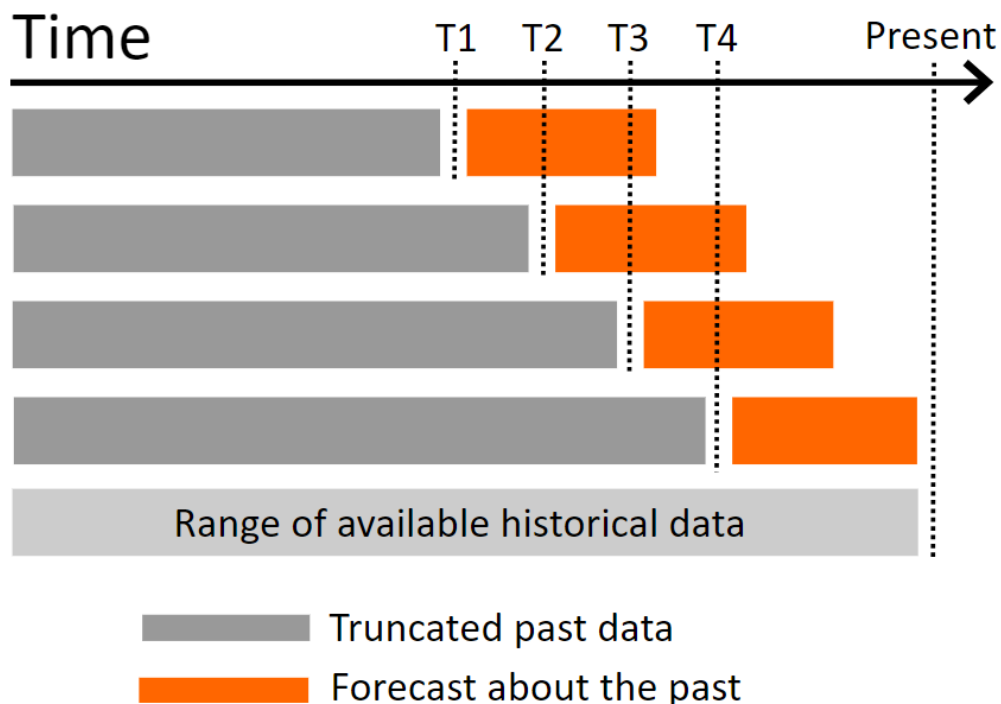 Time
T1 T2 T3 T4 Present
Range of available historical data
Truncated past data
Forecast about the past